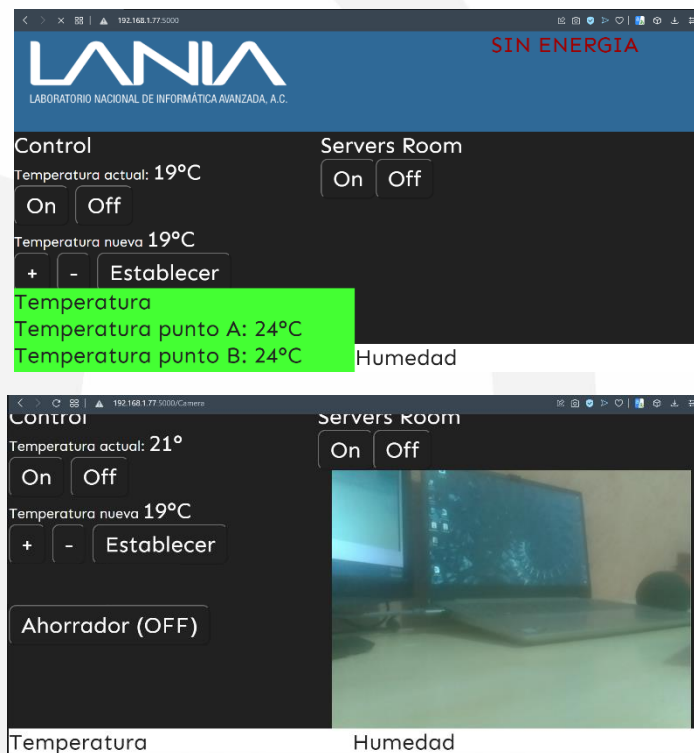 192.168.1.77:5000
SIN ENERGIA
LANIA
LABORATORIO NACIONAL DE INFORMÁTICA AVANZADA, A.C.
Control
Servers Room
Temperatura actual: 19°C
On Off
On Off
Temperatura nueva 19°C
+ - Establecer
Temperatura
Temperatura punto A: 24°C
Temperatura punto B: 24°C
Humedad
192.168.1.77:5000/Camera
Control
Servers Room
Temperatura actual: 21°
On Off
On Off
Temperatura nueva 19°C
+ - Establecer
Ahorrador (OFF)
Temperatura
Humedad